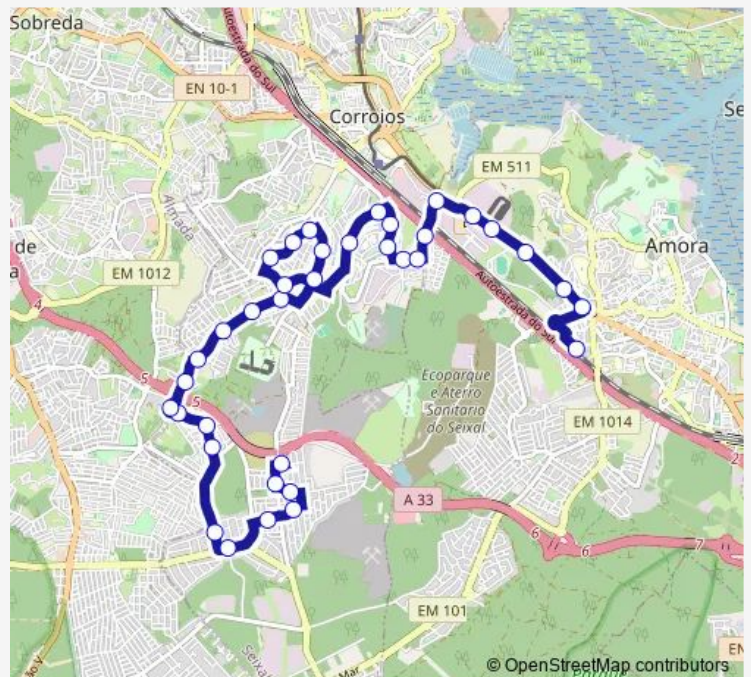 Sobreda
Autoestrada do Sul
EN 10-1
Corroios
Se
EM 511
Almada
de
a
EM 1012
Amora
4
Autoestrada do Sul
5
5
Ecoparque
e Aterro
Sanitario
do Seixal
EM 1014
2
A 33
6
6
7
EM 101
Seixal
Mar
EN
© OpenStreetMap contributors